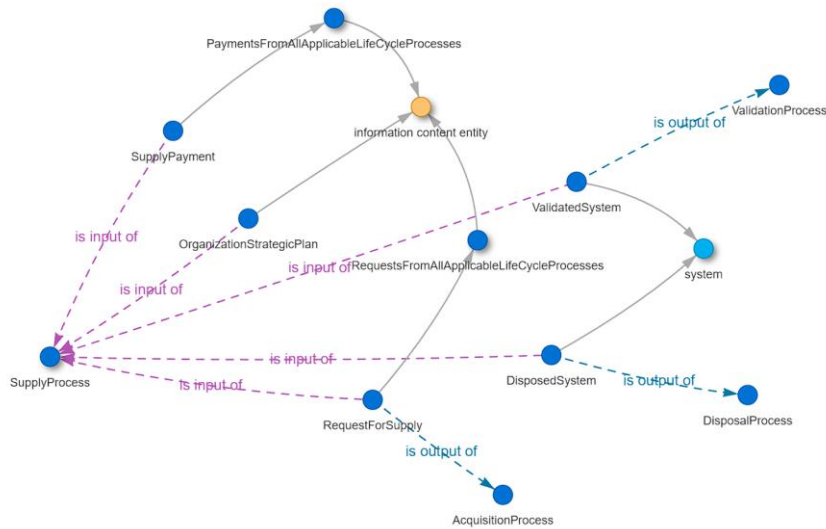 PaymentsFromAllApplicableLifeCycleProcesses
ValidationProcess
information content entity
is output of
SupplyPayment
ValidatedSystem
is input of
OrganizationStrategicPlan
is input of
RequestsFromAllApplicableLifeCycleProcesses
system
is input of
is input of
SupplyProcess
DisposedSystem
is output of
is input of
DisposalProcess
RequestForSupply
is output of
AcquisitionProcess